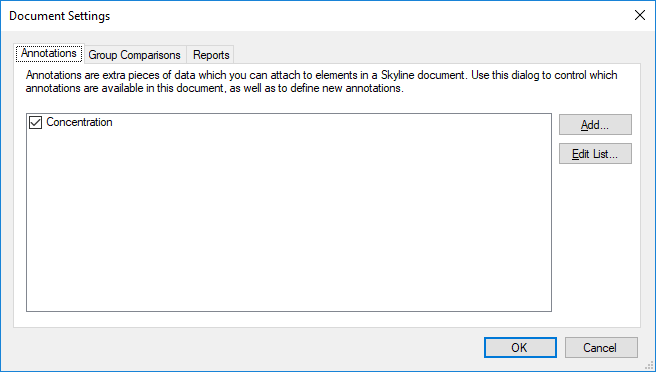 Document Settings
Annotations Group Comparisons Reports
Annotations are extra pieces of data which you can attach to elements in a Skyline document. Use this dialog to control which
annotations are available in this document, as well as to define new annotations.
Concentration
Add...
Edit List...
OK Cancel